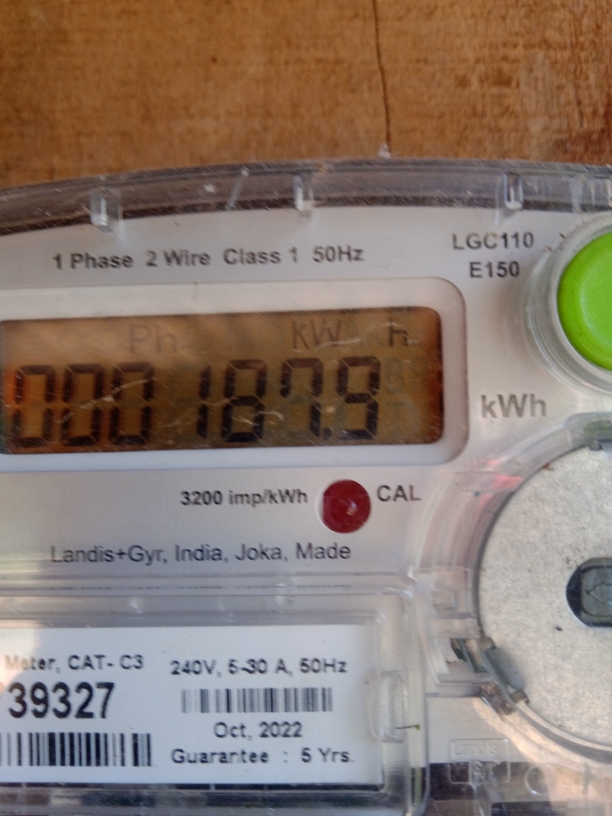 1 Phase 2 Wire Class 1 50Hz
LGC110
E150
Ph kW h
000187.9
kWh
3200 imp/kWh
CAL
Landis+Gyr, India, Joka, Made
Meter, CAT- C3
39327
240V, 5-30 A, 50Hz
Oct, 2022
Guarantee : 5 Yrs.